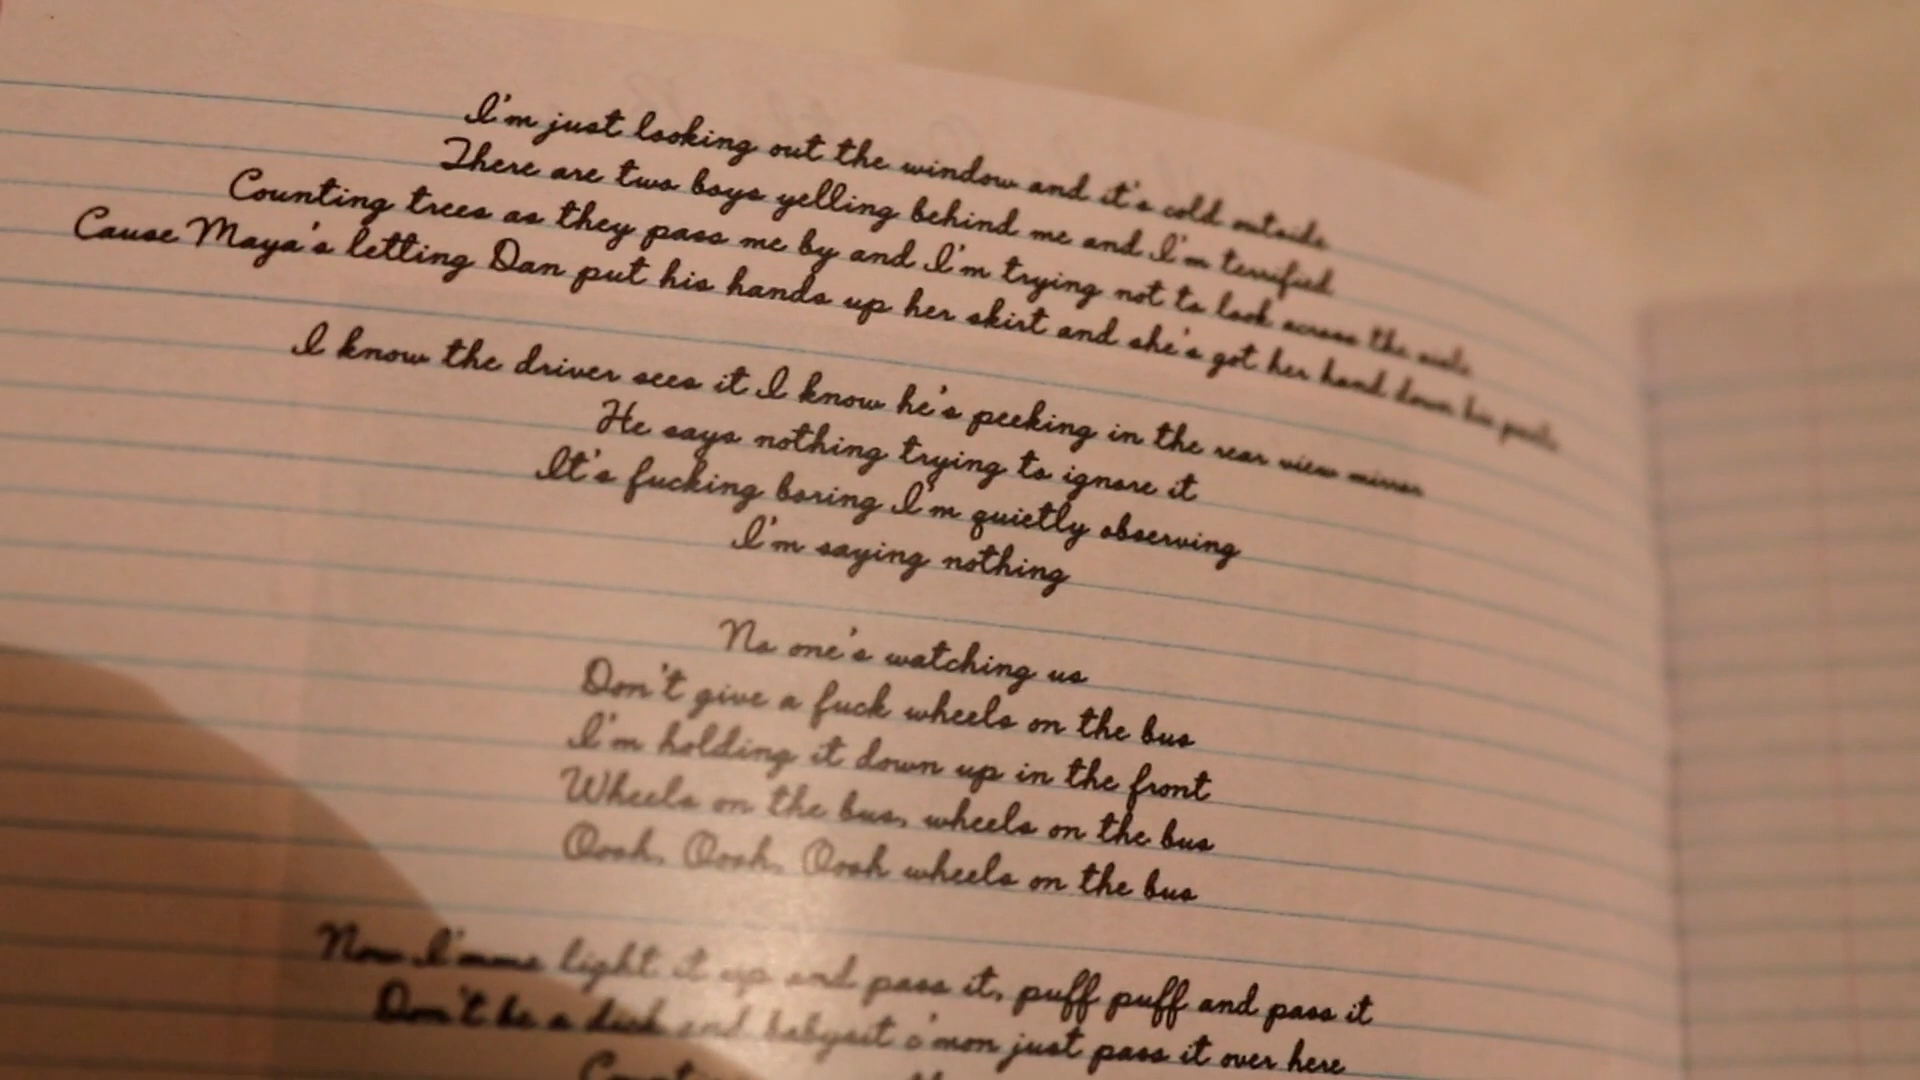 I'm just looking out the window and it's cold outside
There are two boys yelling behind me and I'm terrified
Counting trees as they pass me by and I'm trying not to look across the aisle
Cause Maya's letting Dan put his hands up her skirt and she's got her hand down his pants
I know the driver sees it I know he's peeking in the rear view mirror
He says nothing trying to ignore it
It's fucking boring I'm quietly observing
I'm saying nothing
No one's watching us
Don't give a fuck wheels on the bus
I'm holding it down up in the front
Wheels on the bus, wheels on the bus
Oooh, Oooh, Oooh wheels on the bus
Now I'mma light it up and pass it, puff puff and pass it
Don't be a dick and babysit c'mon just pass it over here